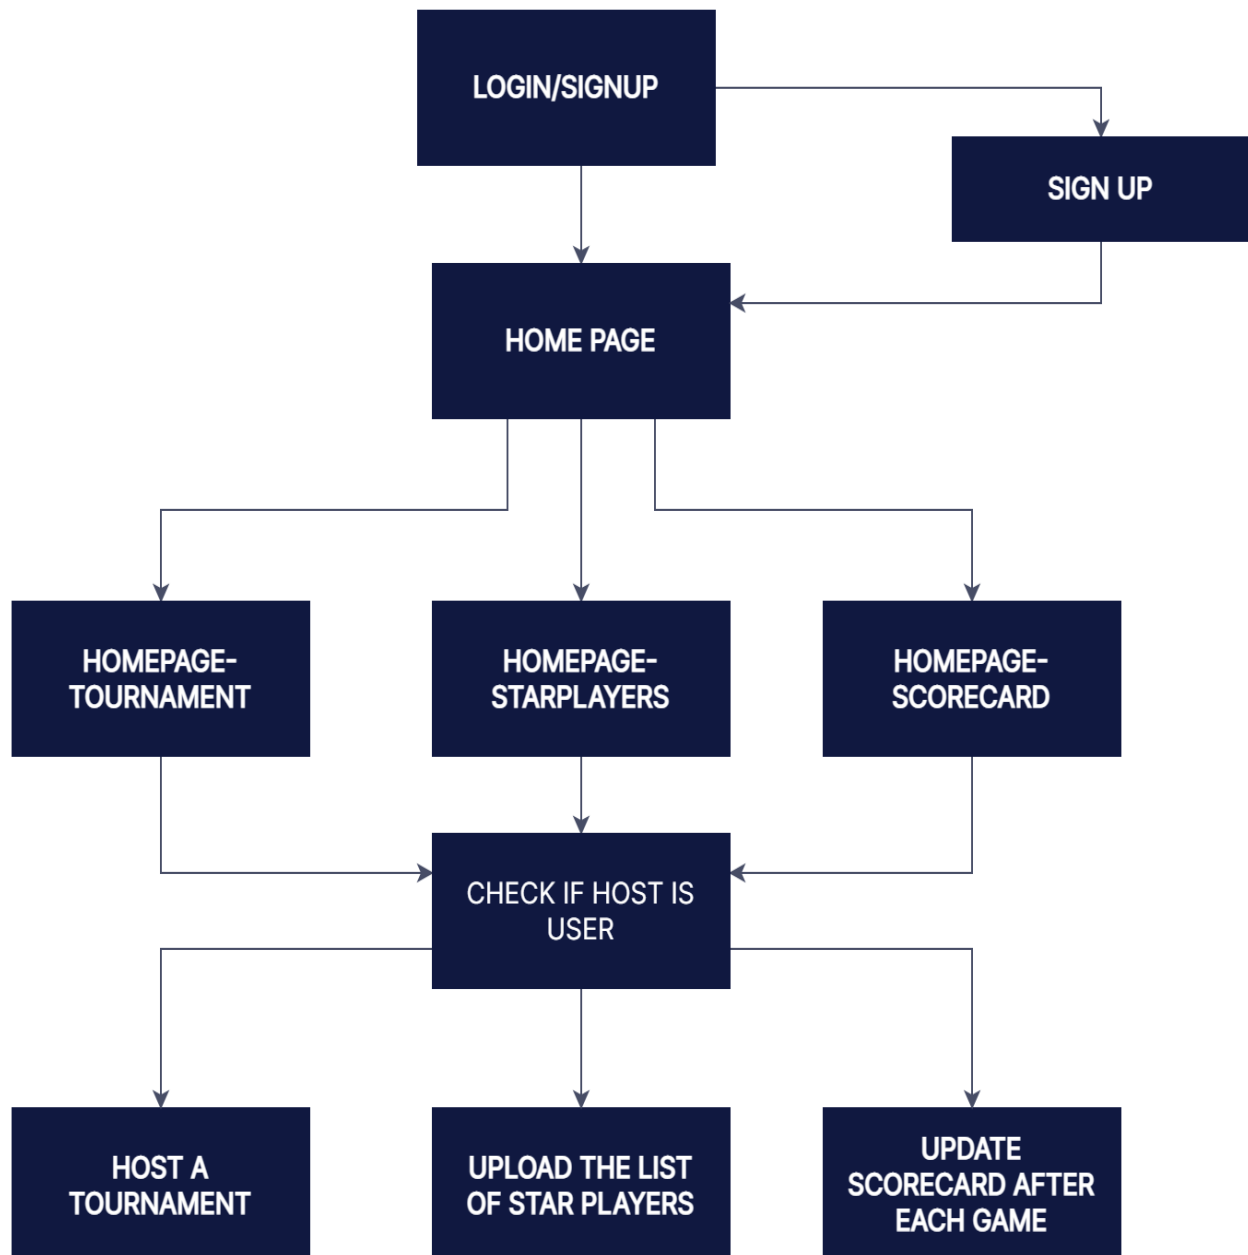 LOGIN/SIGNUP
SIGN UP
HOME PAGE
HOMEPAGE-
TOURNAMENT
HOMEPAGE-
STARPLAYERS
HOMEPAGE-
SCORECARD
CHECK IF HOST IS
USER
HOST A
TOURNAMENT
UPLOAD THE LIST
OF STAR PLAYERS
UPDATE
SCORECARD AFTER
EACH GAME